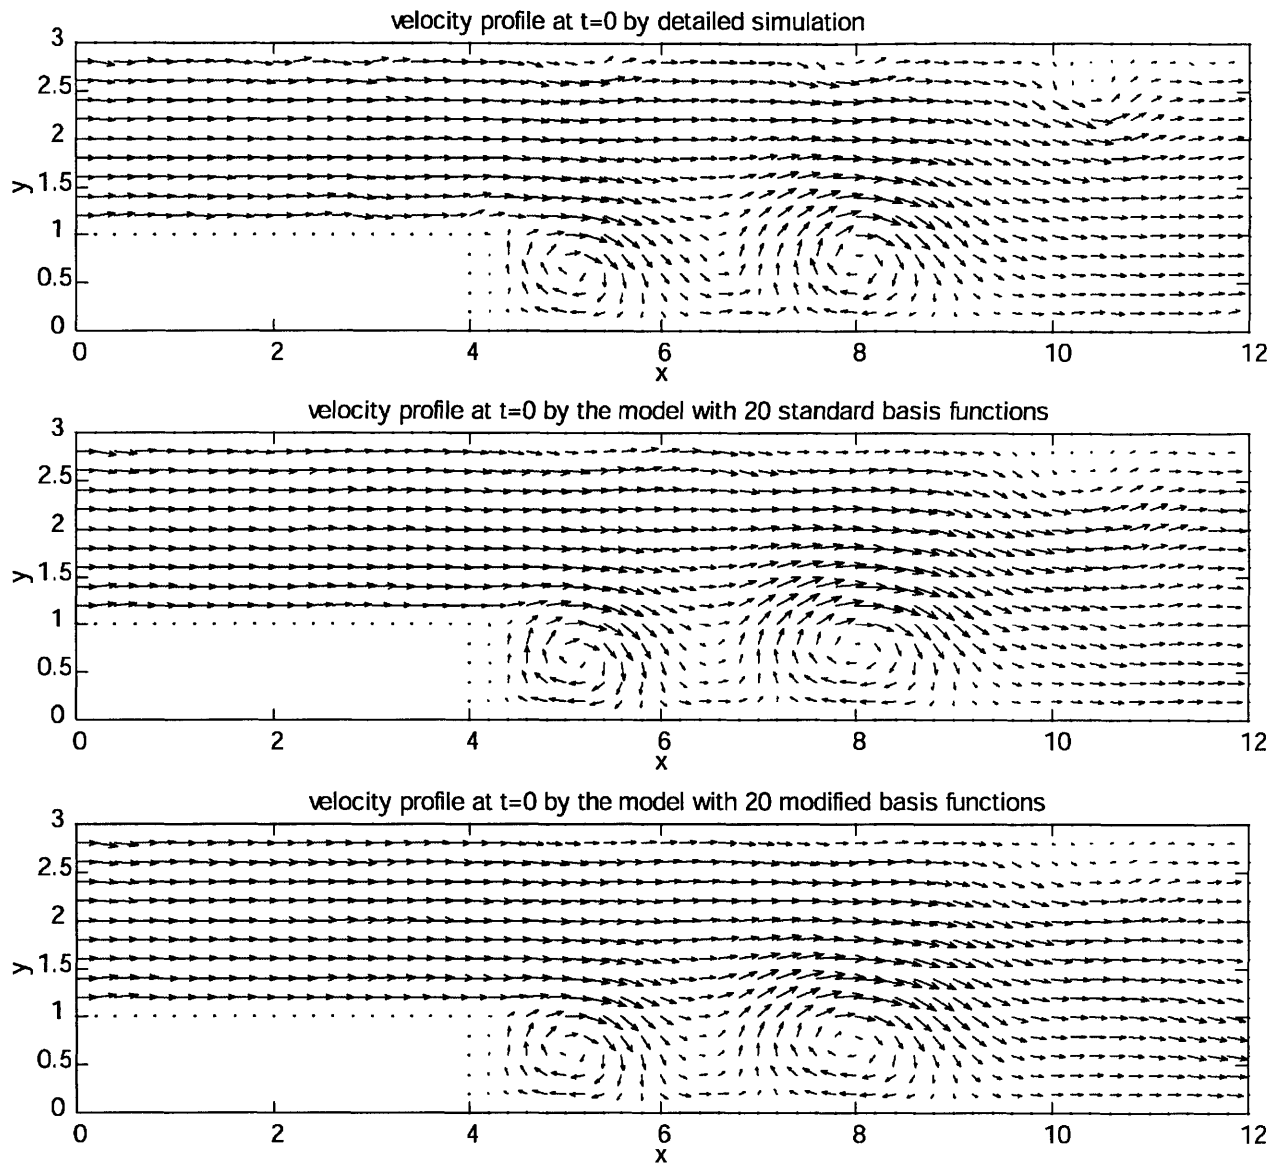 velocity profile at t=0 by detailed simulation
3
2.5
2
1.5
1
0.5
0
y
0 2 4 6 8 10 12
x
velocity profile at t=0 by the model with 20 standard basis functions
3
2.5
2
1.5
1
0.5
0
y
0 2 4 6 8 10 12
x
velocity profile at t=0 by the model with 20 modified basis functions
3
2.5
2
1.5
1
0.5
0
y
0 2 4 6 8 10 12
x